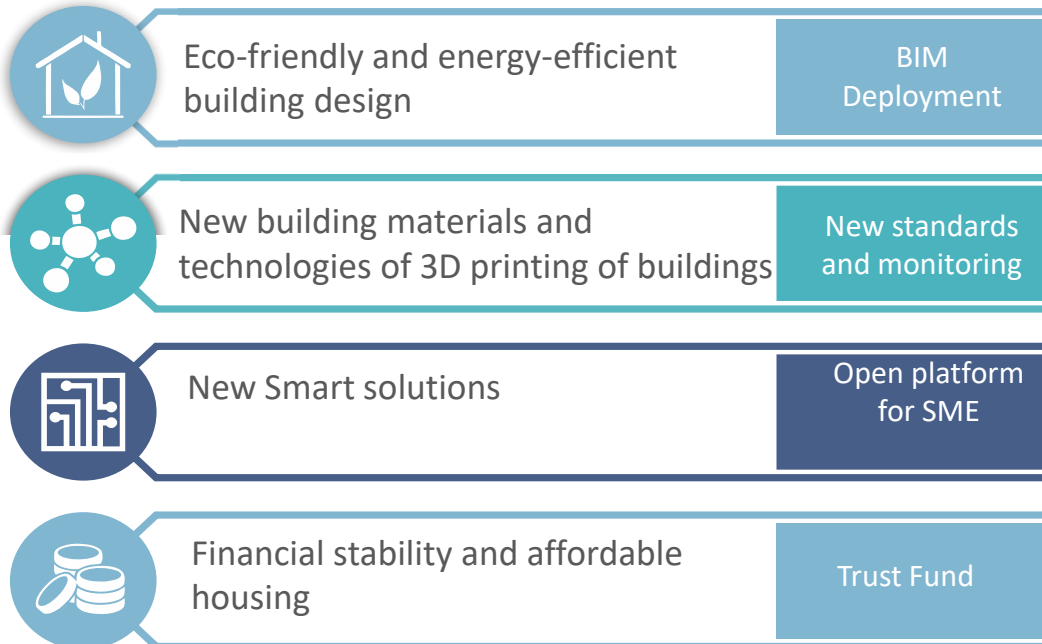 Eco-friendly and energy-efficient
building design
BIM
Deployment
New building materials and
technologies of 3D printing of buildings
New standards
and monitoring
New Smart solutions
Open platform
for SME
Financial stability and affordable
housing
Trust Fund